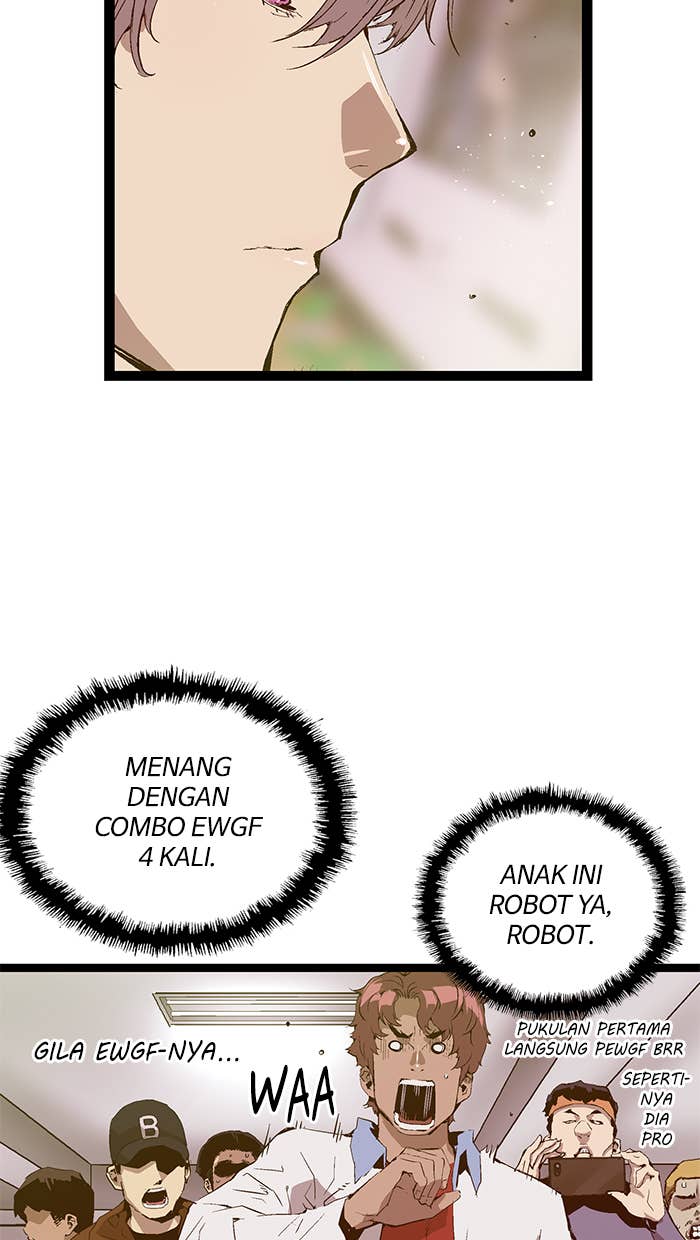 MENANG
DENGAN
COMBO EWGF
4 KALI.
ANAK INI
ROBOT YA,
ROBOT.
GILA EWGF-NYA...
WAA
PUKULAN PERTAMA
LANGSUNG PEWGF BRR
SEPERTI-
NYA
DIA
PRO
B